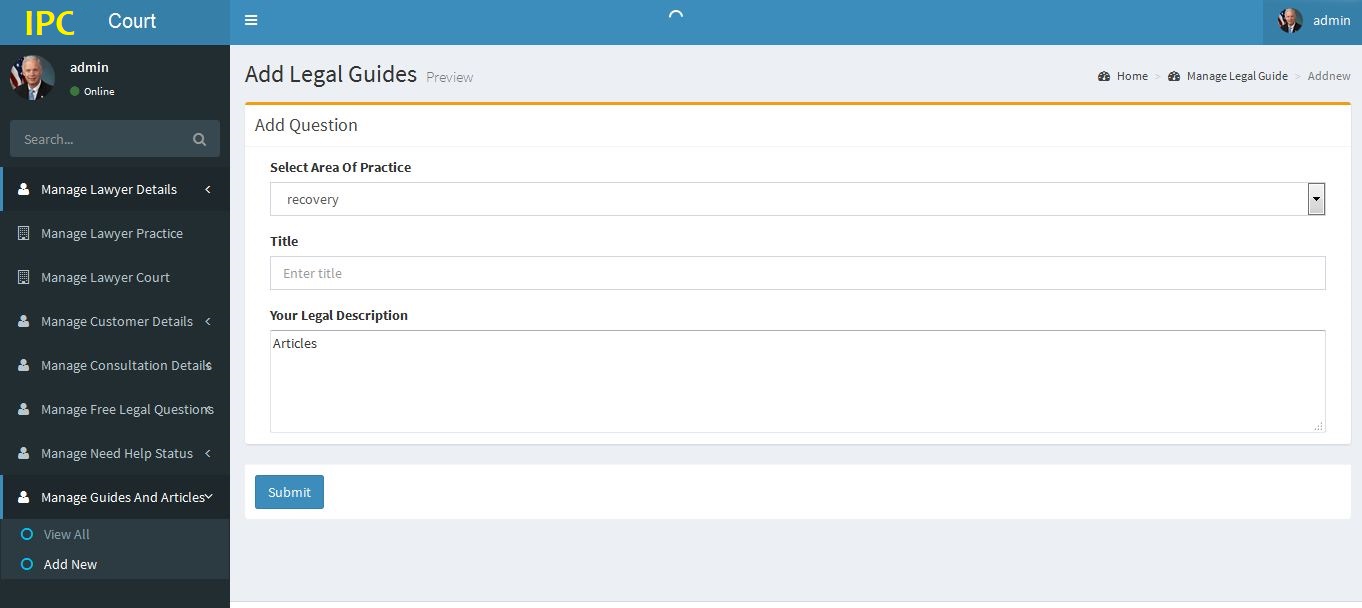 IPC Court
admin
admin
Online
Search...
Manage Lawyer Details
Manage Lawyer Practice
Manage Lawyer Court
Manage Customer Details
Manage Consultation Details
Manage Free Legal Questions
Manage Need Help Status
Manage Guides And Articles
View All
Add New
Add Legal Guides Preview
Home > Manage Legal Guide > Addnew
Add Question
Select Area Of Practice
recovery
Title
Enter title
Your Legal Description
Articles
Submit